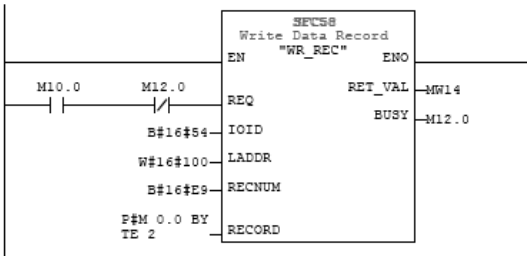 SFC58
Write Data Record
"WR_REC"
EN
ENO
M10.0
M12.0
REQ
RET_VAL
MW14
BUSY
M12.0
B#16#54
IOID
W#16#100
LADDR
B#16#E9
RECNUM
P#M 0.0 BY
TE 2
RECORD